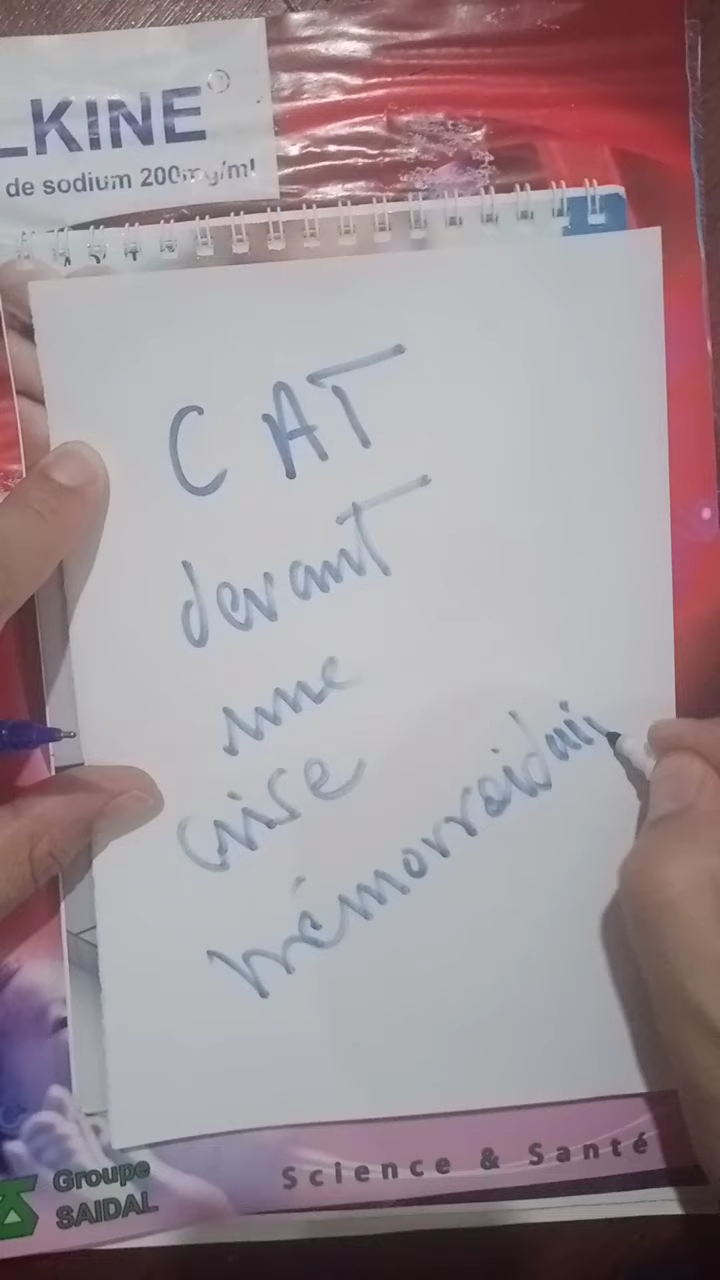 LKINE
de sodium 200mg/ml
CAT
devant
une
crise
hémorroidai
Groupe
SAIDAL
Science & Santé